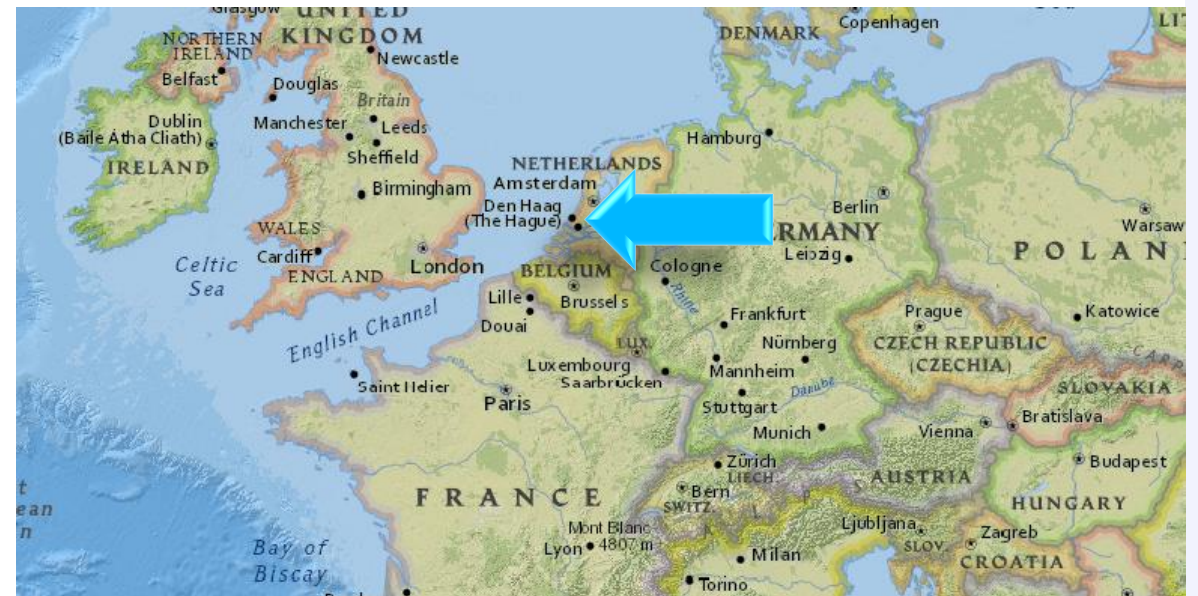 Glasgow
UNITED
KINGDOM
NORTHERN
IRELAND
Belfast
Newcastle
Douglas
Britain
Dublin
(Baile Átha Cliath)
IRELAND
Manchester
Leeds
Sheffield
Birmingham
WALES
Cardiff
ENGLAND
London
Celtic
Sea
English Channel
DENMARK
Copenhagen
LIT
Hamburg
NETHERLANDS
Amsterdam
Den Haag
(The Hague)
Berlin
RMANY
Leipzig
Warsaw
POLAN
BELGIUM
Brussels
Cologne
Rhine
Lille
Douai
LUX.
Luxembourg
Saarbrücken
Frankfurt
Nürnberg
Mannheim
Prague
CZECH REPUBLIC
(CZECHIA)
Katowice
CARP
SLOVAKIA
Saint Helier
Paris
Stuttgart
Danube
Munich
Vienna
Bratislava
Zürich
LIECH.
Bern
SWITZ.
AUSTRIA
Budapest
HUNGARY
FRANCE
Mont Blanc
4807 m
Lyon
Milan
Torino
Ljubljana
SLOV.
Zagreb
CROATIA
Bay of
Biscay
t
ean
n